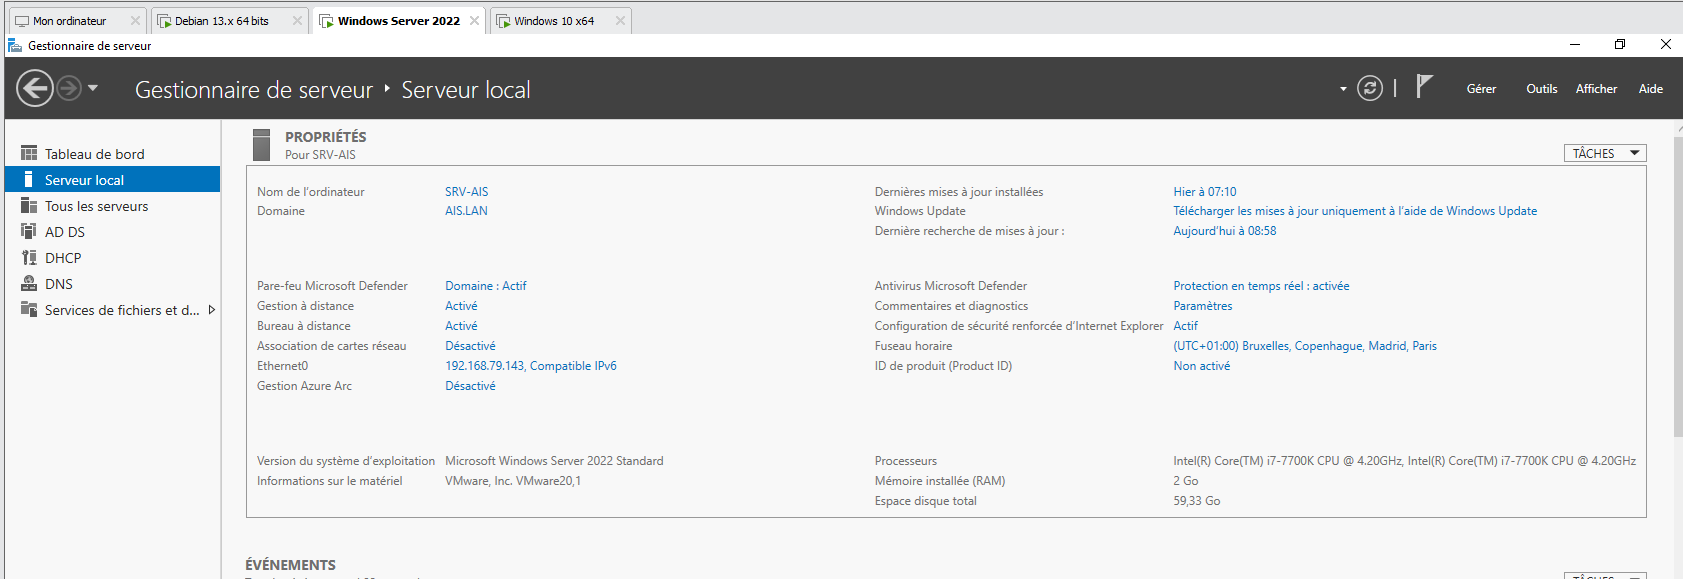 Mon ordinateur
Debian 13.x 64 bits
Windows Server 2022
Windows 10 x64
Gestionnaire de serveur
Gestionnaire de serveur
Serveur local
Gérer
Outils
Afficher
Aide
Tableau de bord
Serveur local
Tous les serveurs
AD DS
DHCP
DNS
Services de fichiers et d...
PROPRIÉTÉS
Pour SRV-AIS
TÂCHES
Nom de l'ordinateur SRV-AIS
Domaine AIS.LAN
Dernières mises à jour installées Hier à 07:10
Windows Update Télécharger les mises à jour uniquement à l'aide de Windows Update
Dernière recherche de mises à jour : Aujourd'hui à 08:58
Pare-feu Microsoft Defender Domaine : Actif
Gestion à distance Activé
Bureau à distance Activé
Association de cartes réseau Désactivé
Ethernet0 192.168.79.143, Compatible IPv6
Gestion Azure Arc Désactivé
Antivirus Microsoft Defender Protection en temps réel : activée
Commentaires et diagnostics Paramètres
Configuration de sécurité renforcée d'Internet Explorer Actif
Fuseau horaire (UTC+01:00) Bruxelles, Copenhague, Madrid, Paris
ID de produit (Product ID) Non activé
Version du système d'exploitation Microsoft Windows Server 2022 Standard
Informations sur le matériel VMware, Inc. VMware20,1
Processeurs Intel(R) Core(TM) i7-7700K CPU @ 4.20GHz, Intel(R) Core(TM) i7-7700K CPU @ 4.20GHz
Mémoire installée (RAM) 2 Go
Espace disque total 59,33 Go
ÉVÉNEMENTS